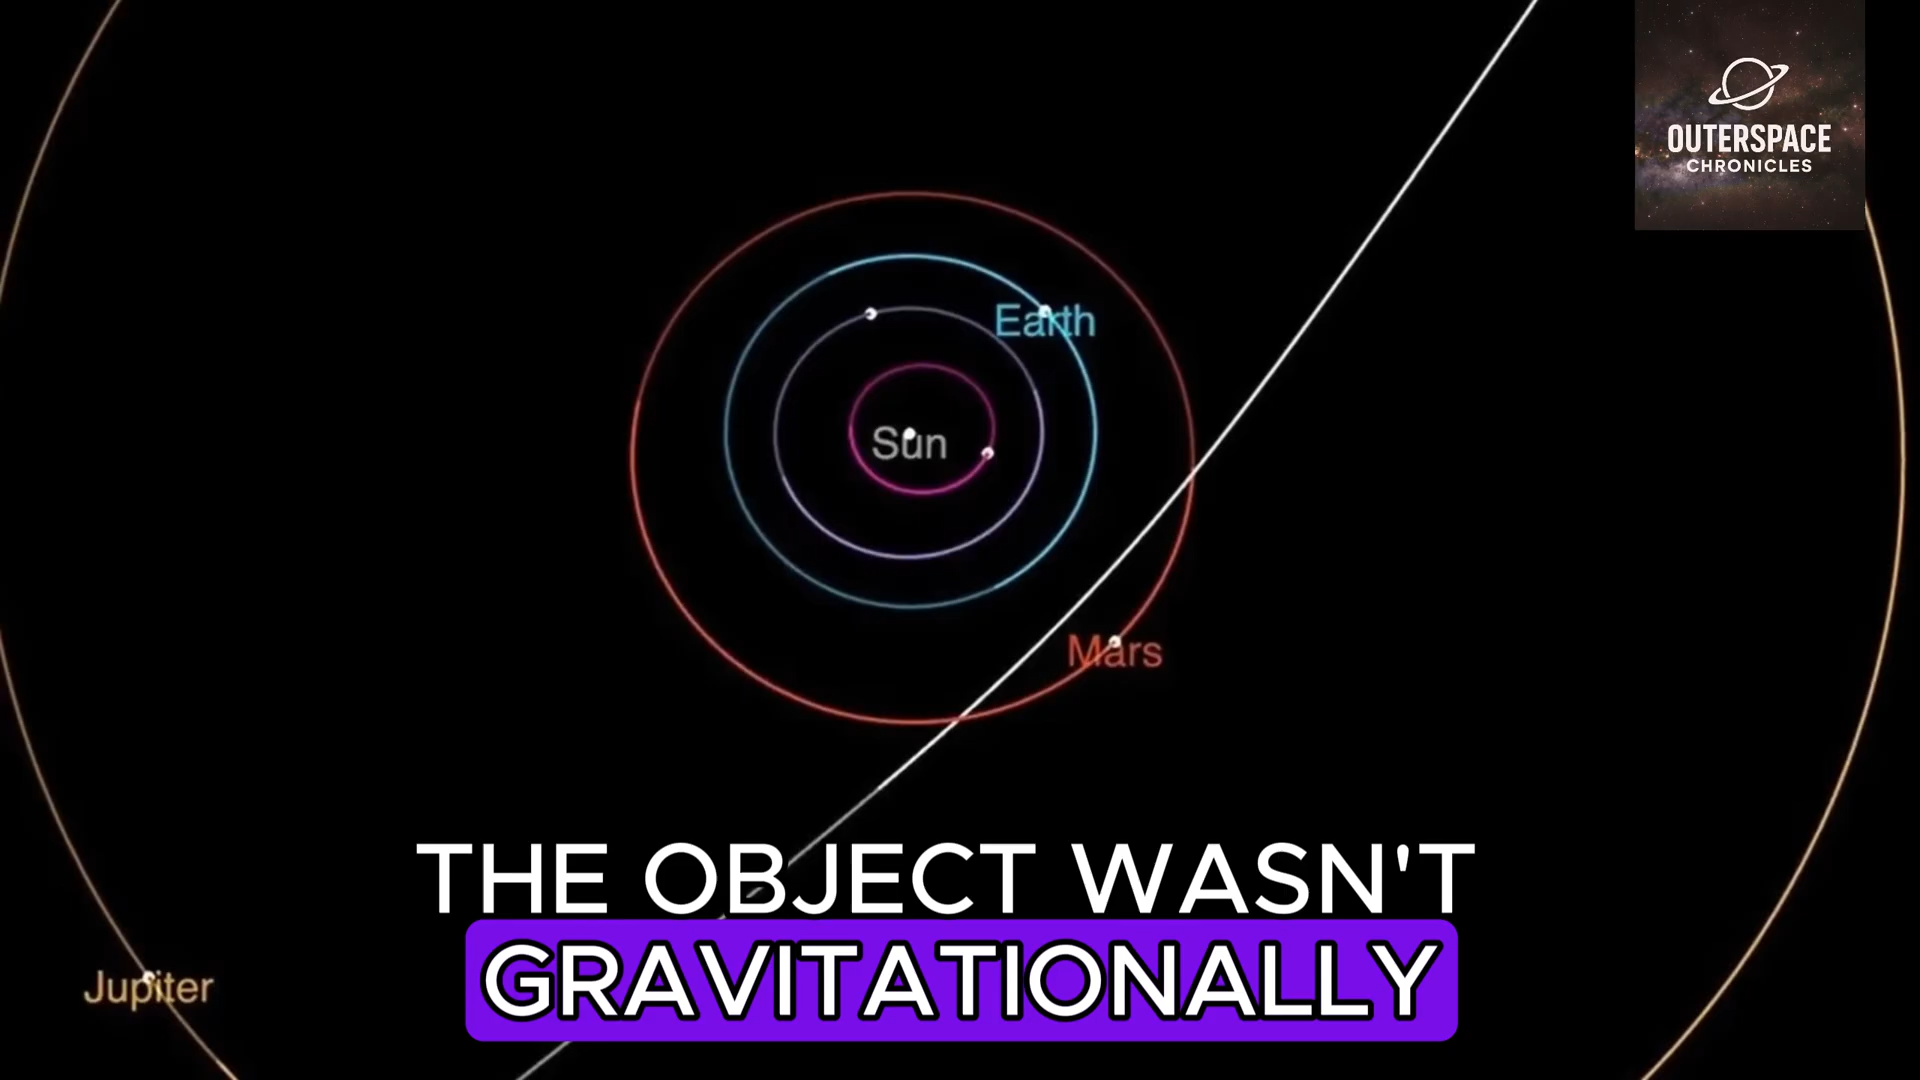 OUTERSPACE
CHRONICLES
Earth
Sun
Mars
THE OBJECT WASN'T
GRAVITATIONALLY
Jupiter